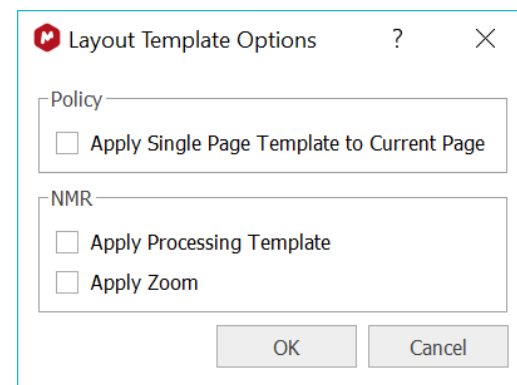 Layout Template Options ?
Policy
Apply Single Page Template to Current Page
NMR
Apply Processing Template
Apply Zoom
OK Cancel